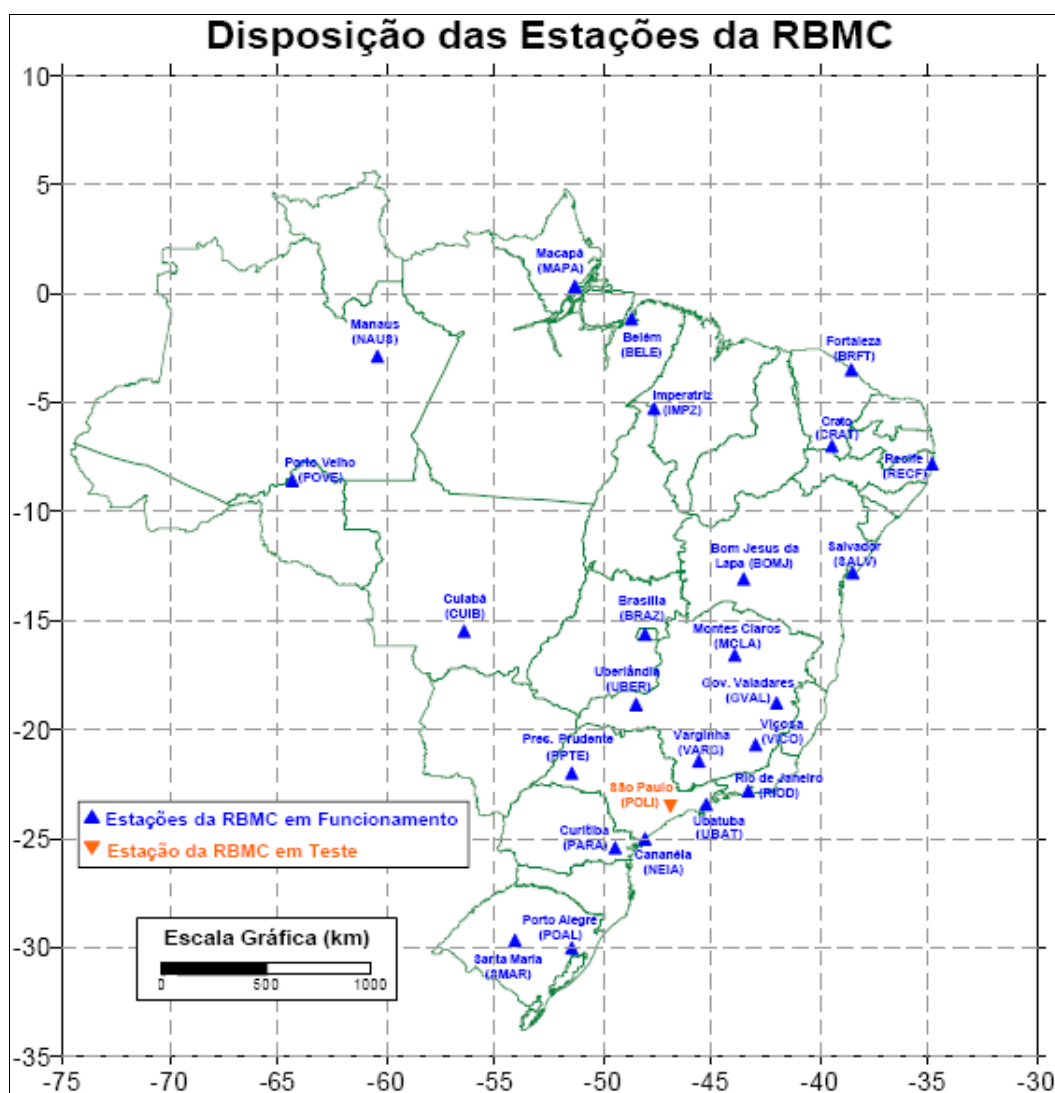 Disposição das Estações da RBMC
10
5
0
-5
-10
-15
-20
-25
-30
-35
-75
-70
-65
-60
-55
-50
-45
-40
-35
-30
Macapá
(MAPA)
Manaus
(NAUS)
Belém
(BELE)
Fortaleza
(BRFT)
Imperatriz
(IMPZ)
Crato
(CRAT)
Recife
(RECF)
Porto Velho
(POVE)
Bom Jesus da
Lapa (BOMJ)
Salvador
(SALV)
Cuiabá
(CUIB)
Brasília
(BRAZ)
Montes Claros
(MCLA)
Uberlândia
(UBER)
Gov. Valadares
(GVAL)
Viçosa
(VICO)
Varginha
(VARG)
Pres. Prudente
(PPTE)
São Paulo
(POLI)
Rio de Janeiro
(RIOD)
Ubatuba
(UBAT)
Curitiba
(PARA)
Cananéia
(NEIA)
Porto Alegre
(POAL)
Santa Maria
(SMAR)
Estações da RBMC em Funcionamento
Estação da RBMC em Teste
Escala Gráfica (km)
0 500 1000